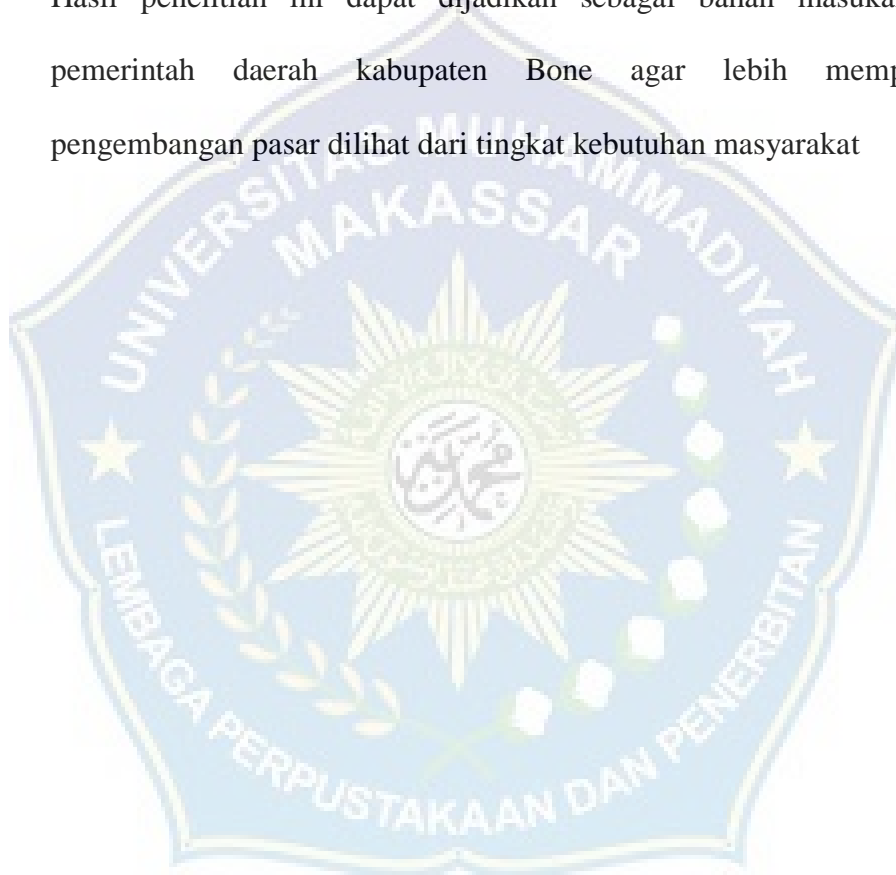 Hasil penelitian ini dapat dijadikan sebagai bahan
pemerintah daerah kabupaten Bone agar lebih
pengembangan pasar dilihat dari tingkat kebutuhan masyarakat
UNIVERSITAS MUHAMMADIYAH
MAKASSAR
LEMBAGA PERPUSTAKAAN DAN PENERBITAN